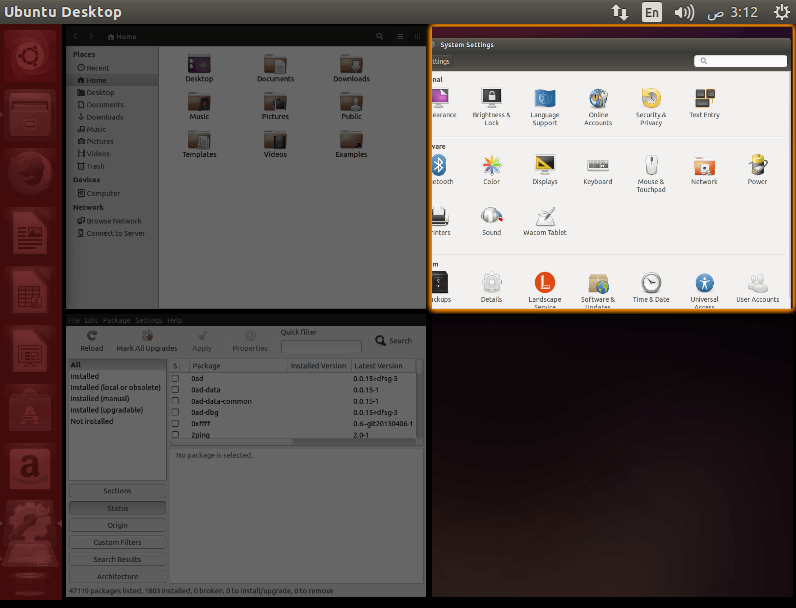 Ubuntu Desktop
En
3:12 ص
Home
Places
Recent
Home
Desktop
Documents
Downloads
Music
Pictures
Videos
Trash
Devices
Computer
Network
Browse Network
Connect to Server
Desktop
Documents
Downloads
Music
Pictures
Public
Templates
Videos
Examples
System Settings
ttings
nal
earance
Brightness &
Lock
Language
Support
Online
Accounts
Security &
Privacy
Text Entry
ware
etooth
Color
Displays
Keyboard
Mouse &
Touchpad
Network
Power
inters
Sound
Wacom Tablet
m
ackups
Details
Landscape
Service
Software &
Updates
Time & Date
Universal
Access
User Accounts
File Edit Package Settings Help
Reload
Mark All Upgrades
Apply
Properties
Quick filter
Search
All
Installed
Installed (local or obsolete)
Installed (manual)
Installed (upgradable)
Not installed
Sections
Status
Origin
Custom Filters
Search Results
Architecture
S Package Installed Version Latest Version
0ad 0.0.15+dfsg-3
0ad-data 0.0.15-1
0ad-data-common 0.0.15-1
0ad-dbg 0.0.15+dfsg-3
0xffff 0.6~git20130406-1
2ping 2.0-1
No package is selected.
47119 packages listed, 1803 installed, 0 broken. 0 to install/upgrade, 0 to remove